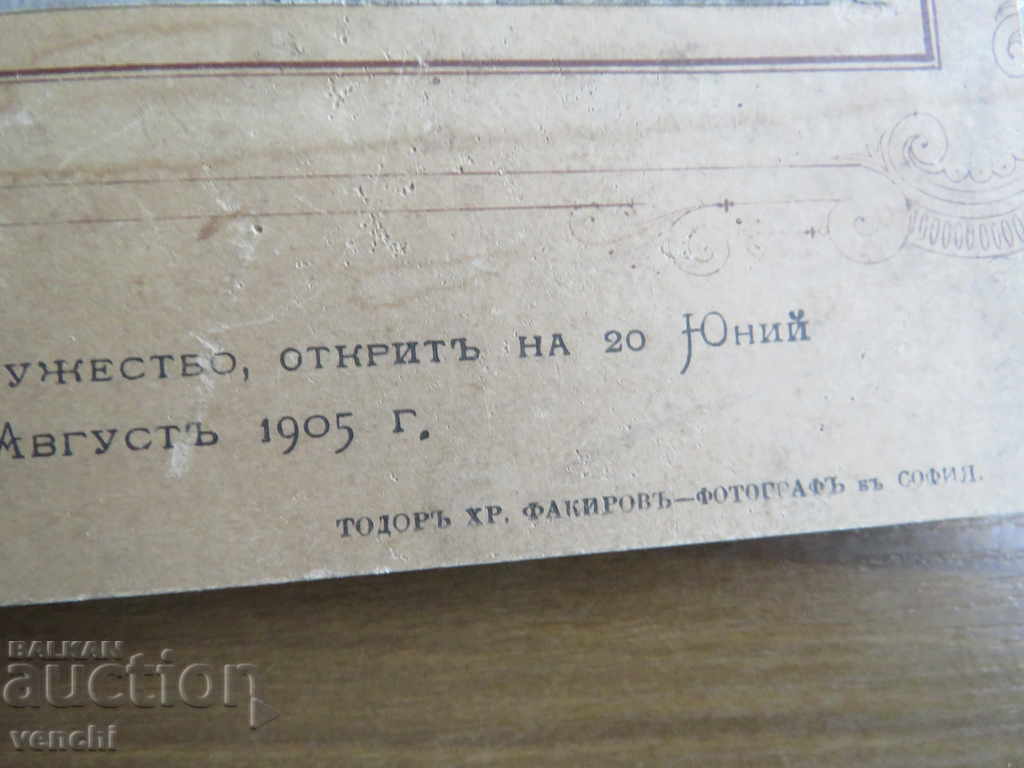 УЖЕСТВО, ОТКРИТЪ НА 20 ЮНИЙ
АВГУСТЪ 1905 Г.
ТОДОРЪ ХР. ФАКИРОВЪ—ФОТОГРАФЪ въ СОФИЯ.
BALKAN
auction
venchi